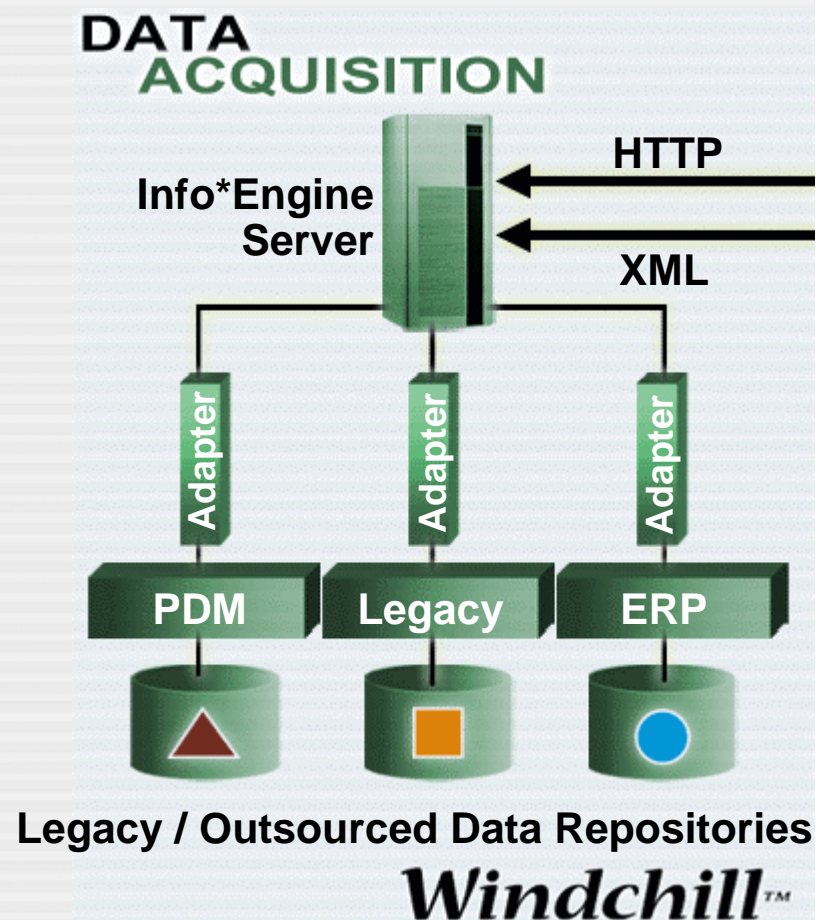 DATA
ACQUISITION
Info*Engine
Server
HTTP
XML
Adapter
Adapter
Adapter
PDM
Legacy
ERP
Legacy / Outsourced Data Repositories
Windchill™